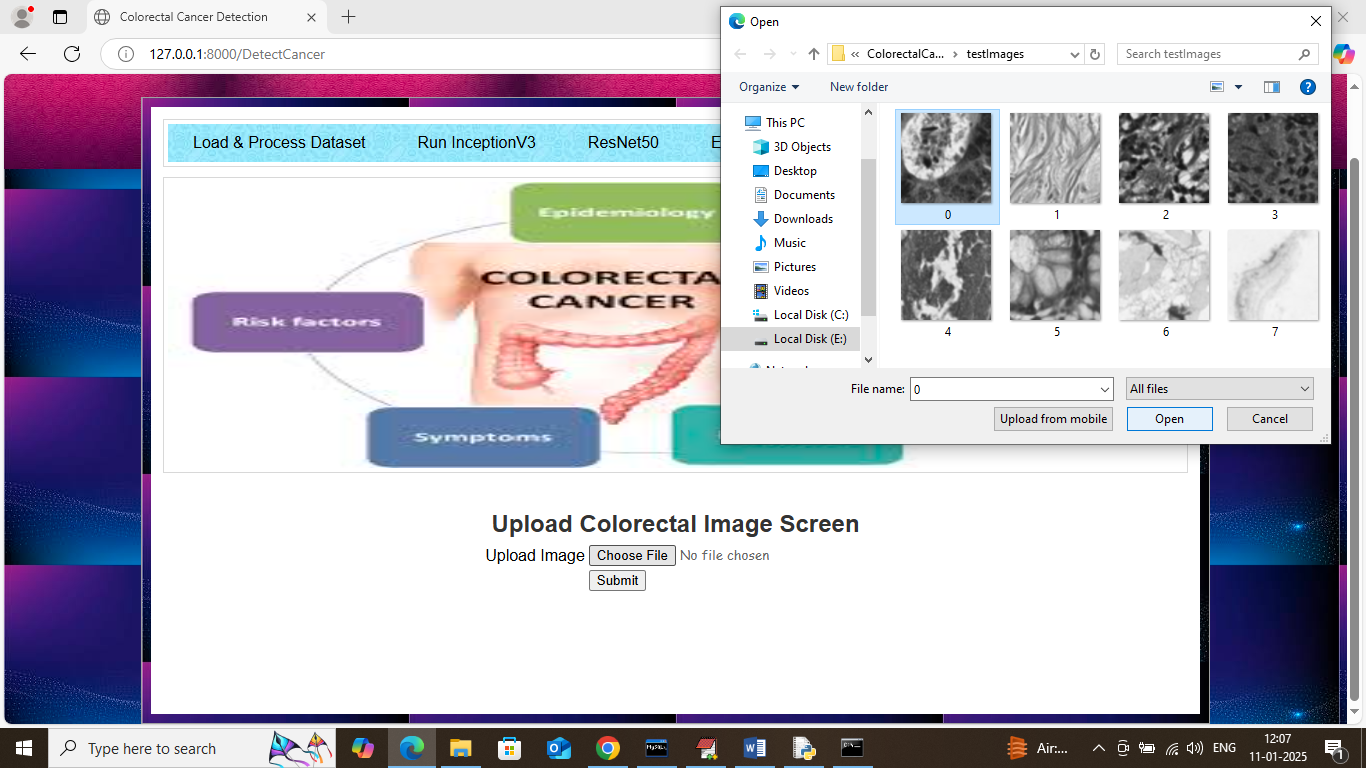 Colorectal Cancer Detection
127.0.0.1:8000/DetectCancer
Load & Process Dataset
Run InceptionV3
ResNet50
E
Epidemiology
COLORECTA
CANCER
Risk factors
Symptoms
Upload Colorectal Image Screen
Upload Image Choose File No file chosen
Submit
Open
« ColorectalCa... › testImages
Search testImages
Organize
New folder
This PC
3D Objects
Desktop
Documents
Downloads
Music
Pictures
Videos
Local Disk (C:)
Local Disk (E:)
0 1 2 3
4 5 6 7
File name: 0
All files
Upload from mobile
Open
Cancel
Type here to search
Air:...
ENG
12:07
11-01-2025
1